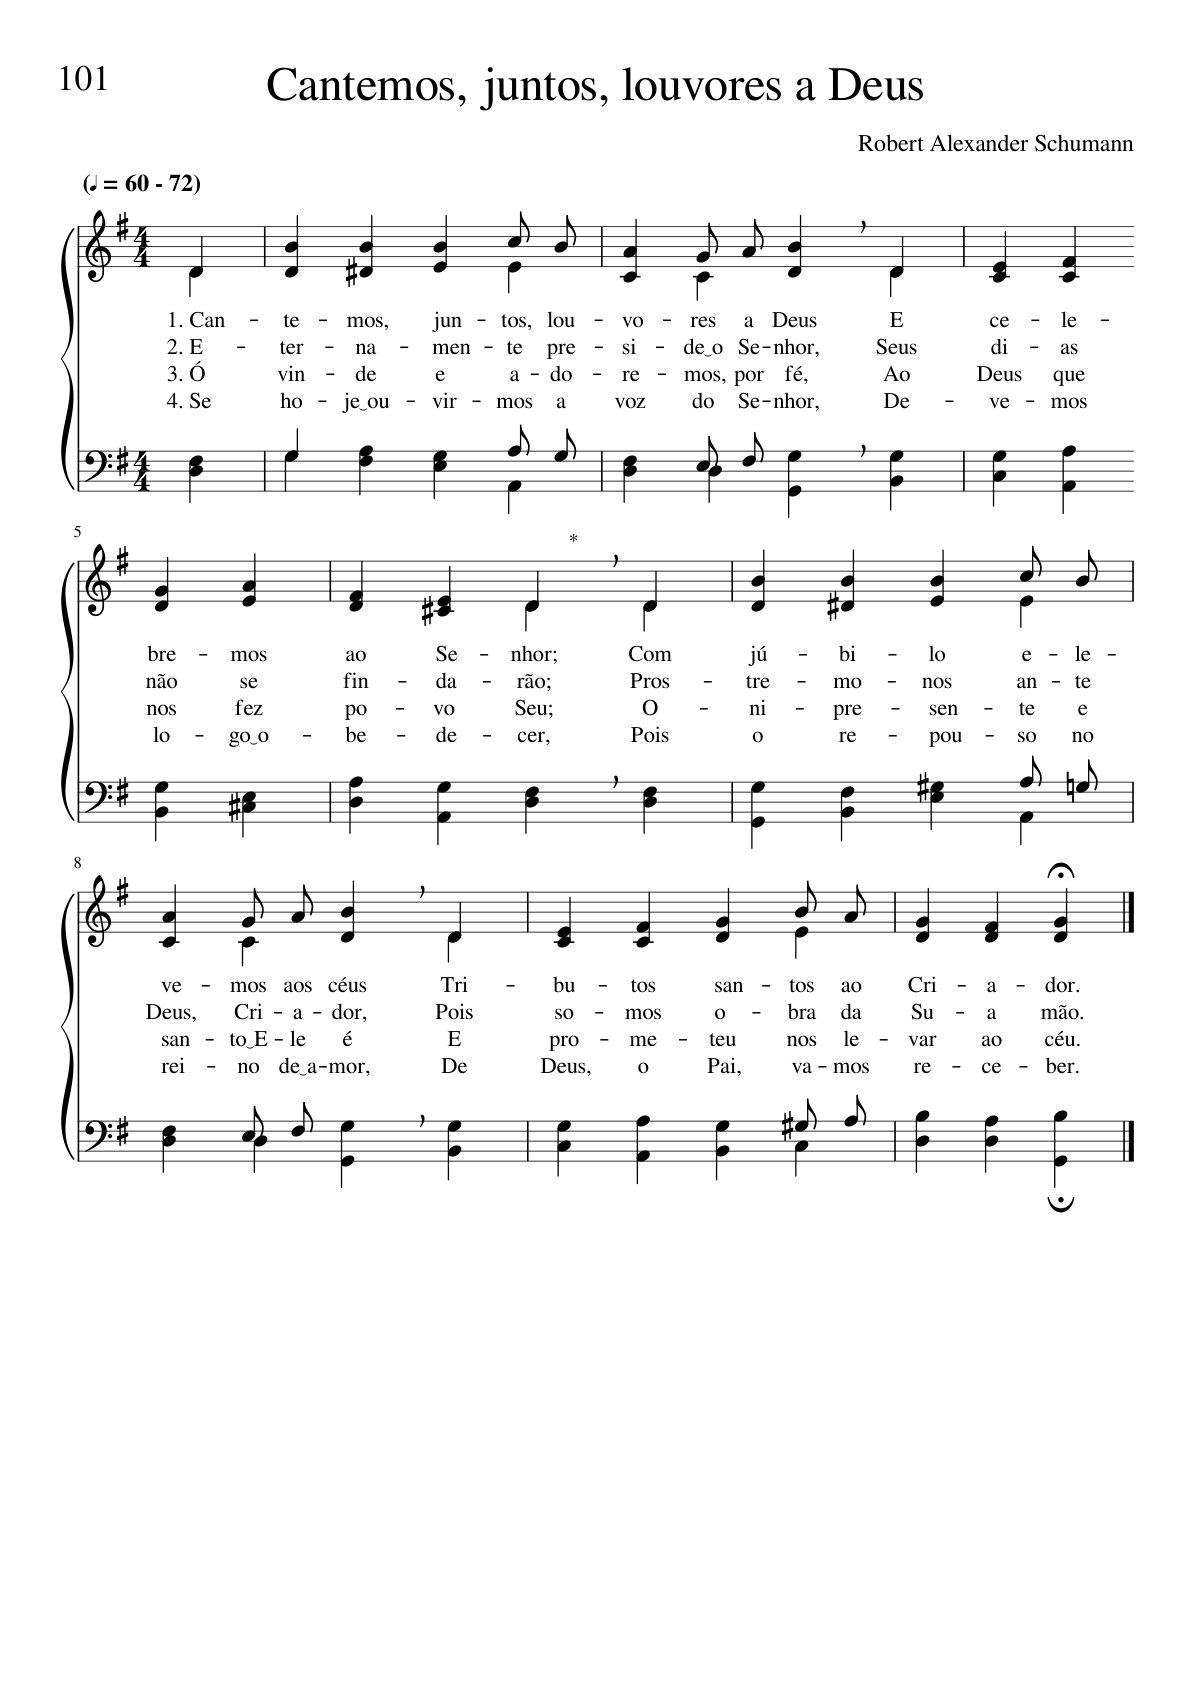 101
Cantemos, juntos, louvores a Deus
Robert Alexander Schumann
(♩ = 60 - 72)
1. Can - te - mos, jun - tos, lou - vo - res a Deus E ce - le -
2. E - ter - na - men - te pre - si - de‿o Se - nhor, Seus di - as
3. Ó vin - de e a - do - re - mos, por fé, Ao Deus que
4. Se ho - je‿ou - vir - mos a voz do Se - nhor, De - ve - mos
5
*
bre - mos ao Se - nhor; Com jú - bi - lo e - le -
não se fin - da - rão; Pros - tre - mo - nos an - te
nos fez po - vo Seu; O - ni - pre - sen - te e
lo - go‿o - be - de - cer, Pois o re - pou - so no
8
ve - mos aos céus Tri - bu - tos san - tos ao Cri - a - dor.
Deus, Cri - a - dor, Pois so - mos o - bra da Su - a mão.
san - to‿E - le é E pro - me - teu nos le - var ao céu.
rei - no de‿a - mor, De Deus, o Pai, va - mos re - ce - ber.